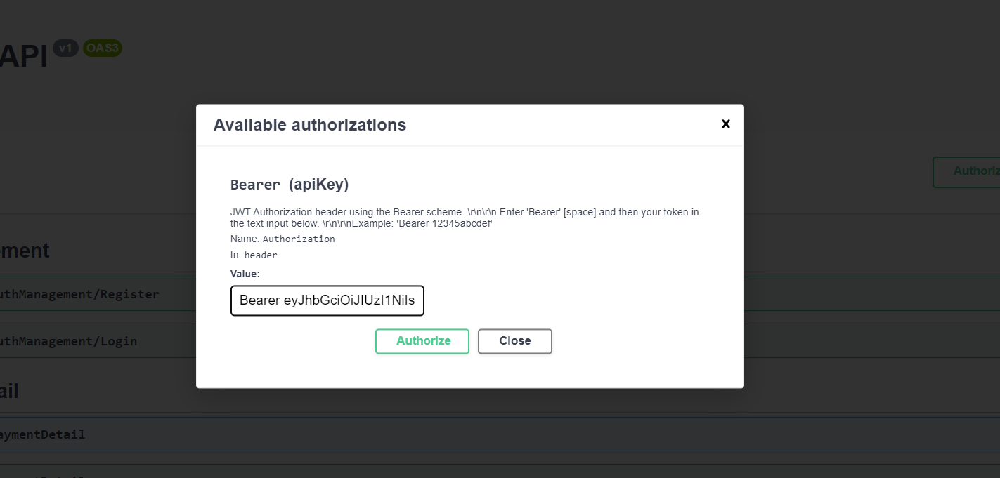 API v1 OAS3
Available authorizations
Authoriz
Bearer (apiKey)
JWT Authorization header using the Bearer scheme. \r\n\r\n Enter 'Bearer' [space] and then your token in
the text input below. \r\n\r\nExample: 'Bearer 12345abcdef'
Name: Authorization
In: header
Value:
Bearer eyJhbGciOiJIUzI1NiIs
Authorize Close
ement
uthManagement/Register
uthManagement/Login
ail
aymentDetail